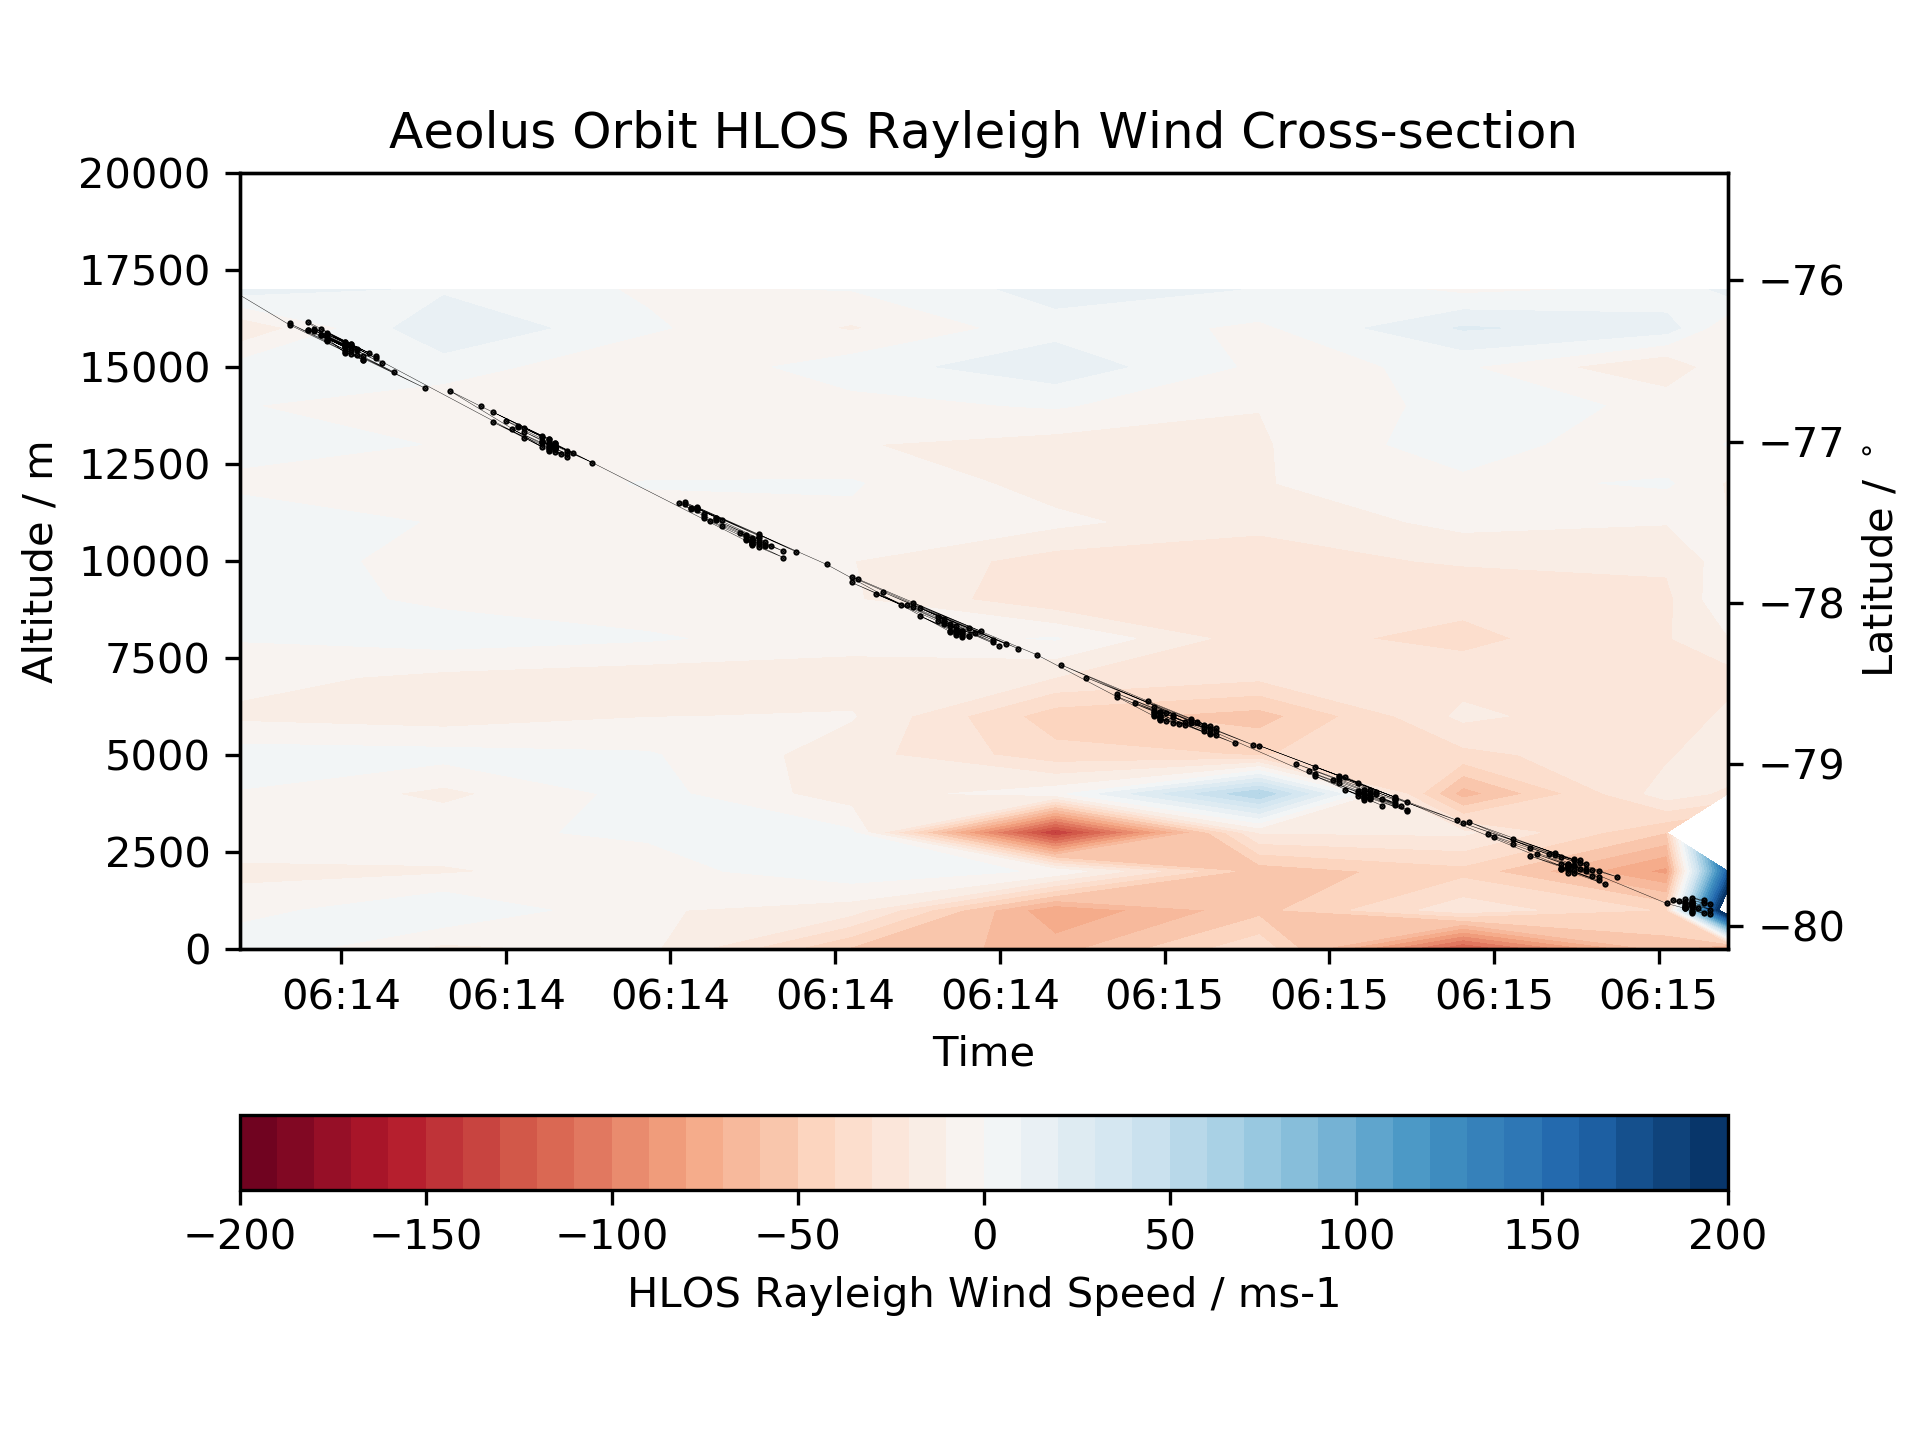 Aeolus Orbit HLOS Rayleigh Wind Cross-section
20000
17500
15000
12500
10000
7500
5000
2500
0
Altitude / m
−76
−77
−78
−79
−80
Latitude / °
06:14 06:14 06:14 06:14 06:14 06:15 06:15 06:15 06:15
Time
−200 −150 −100 −50 0 50 100 150 200
HLOS Rayleigh Wind Speed / ms-1